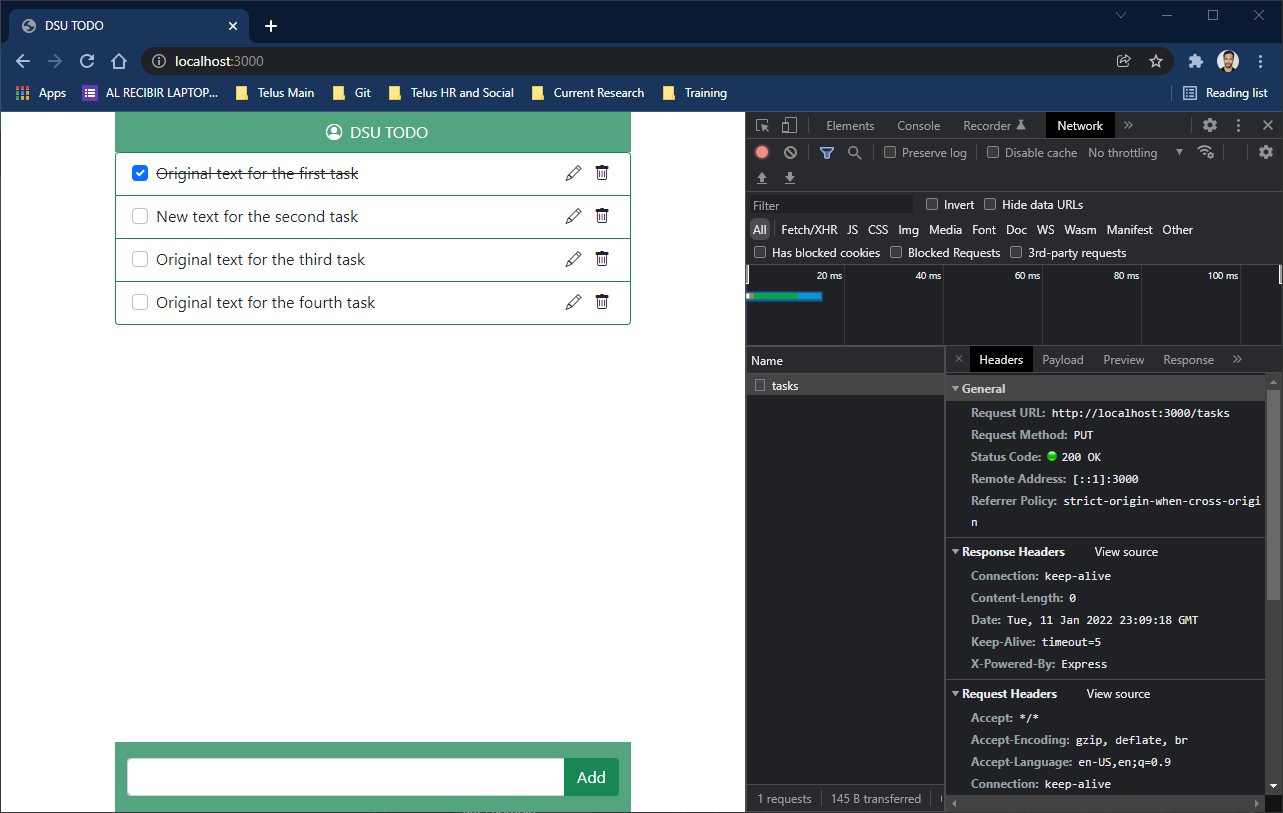 DSU TODO
localhost:3000
Apps AL RECIBIR LAPTOP... Telus Main Git Telus HR and Social Current Research Training Reading list
DSU TODO
Original text for the first task
New text for the second task
Original text for the third task
Original text for the fourth task
Add
Elements Console Recorder Network
Preserve log Disable cache No throttling
Filter Invert Hide data URLs
All Fetch/XHR JS CSS Img Media Font Doc WS Wasm Manifest Other
Has blocked cookies Blocked Requests 3rd-party requests
20 ms 40 ms 60 ms 80 ms 100 ms
Name
tasks
1 requests 145 B transferred
Headers Payload Preview Response
General
Request URL: http://localhost:3000/tasks
Request Method: PUT
Status Code: 200 OK
Remote Address: [::1]:3000
Referrer Policy: strict-origin-when-cross-origi
n
Response Headers View source
Connection: keep-alive
Content-Length: 0
Date: Tue, 11 Jan 2022 23:09:18 GMT
Keep-Alive: timeout=5
X-Powered-By: Express
Request Headers View source
Accept: */*
Accept-Encoding: gzip, deflate, br
Accept-Language: en-US,en;q=0.9
Connection: keep-alive